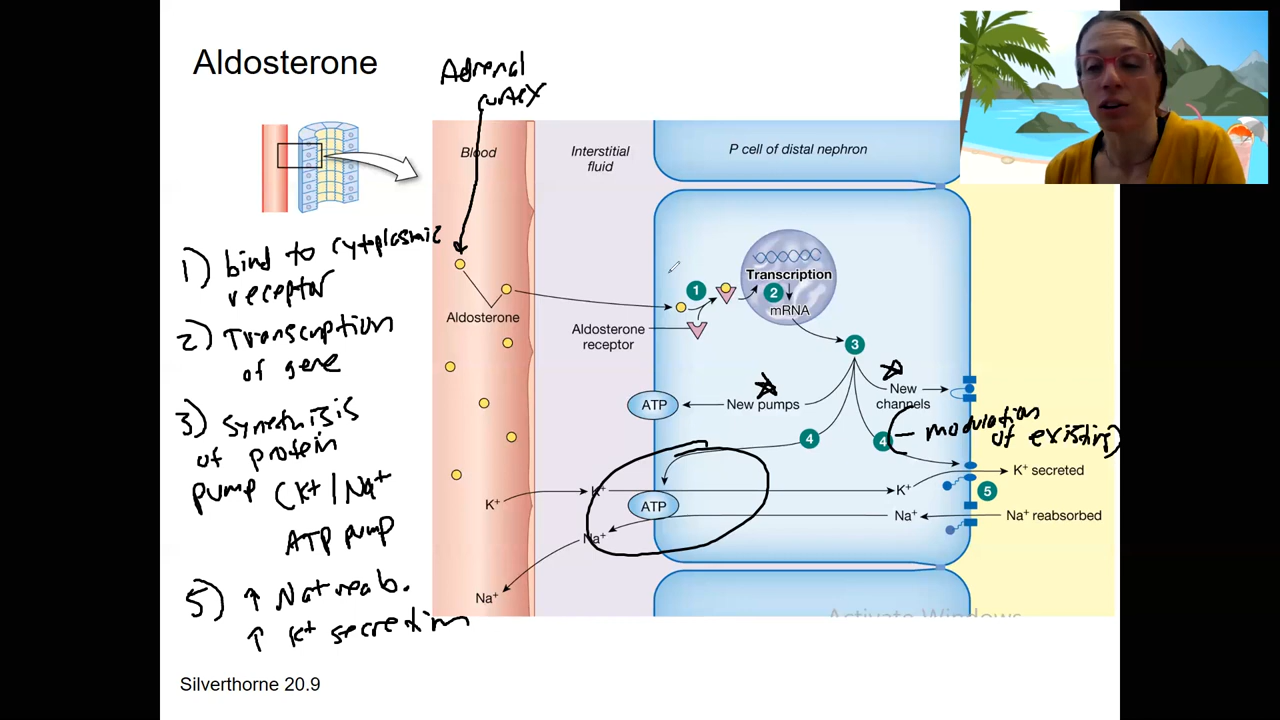 Aldosterone
Adrenal
cortex
Blood
Interstitial
fluid
P cell of distal nephron
1) bind to cytoplasmic
receptor
2) Transcription
of gene
3) Synethisis
of protein
pump (K+/Na+
ATP pump
5) ↑ Na+ reab.
↑ K+ secretion
Aldosterone
Aldosterone
receptor
1
2
Transcription
mRNA
3
New pumps
New
channels
ATP
4
4
– modulation
of existing)
K+
K+
ATP
K+
K+ secreted
5
Na+
Na+
Na+
Na+ reabsorbed
Activate Windows
Silverthorne 20.9